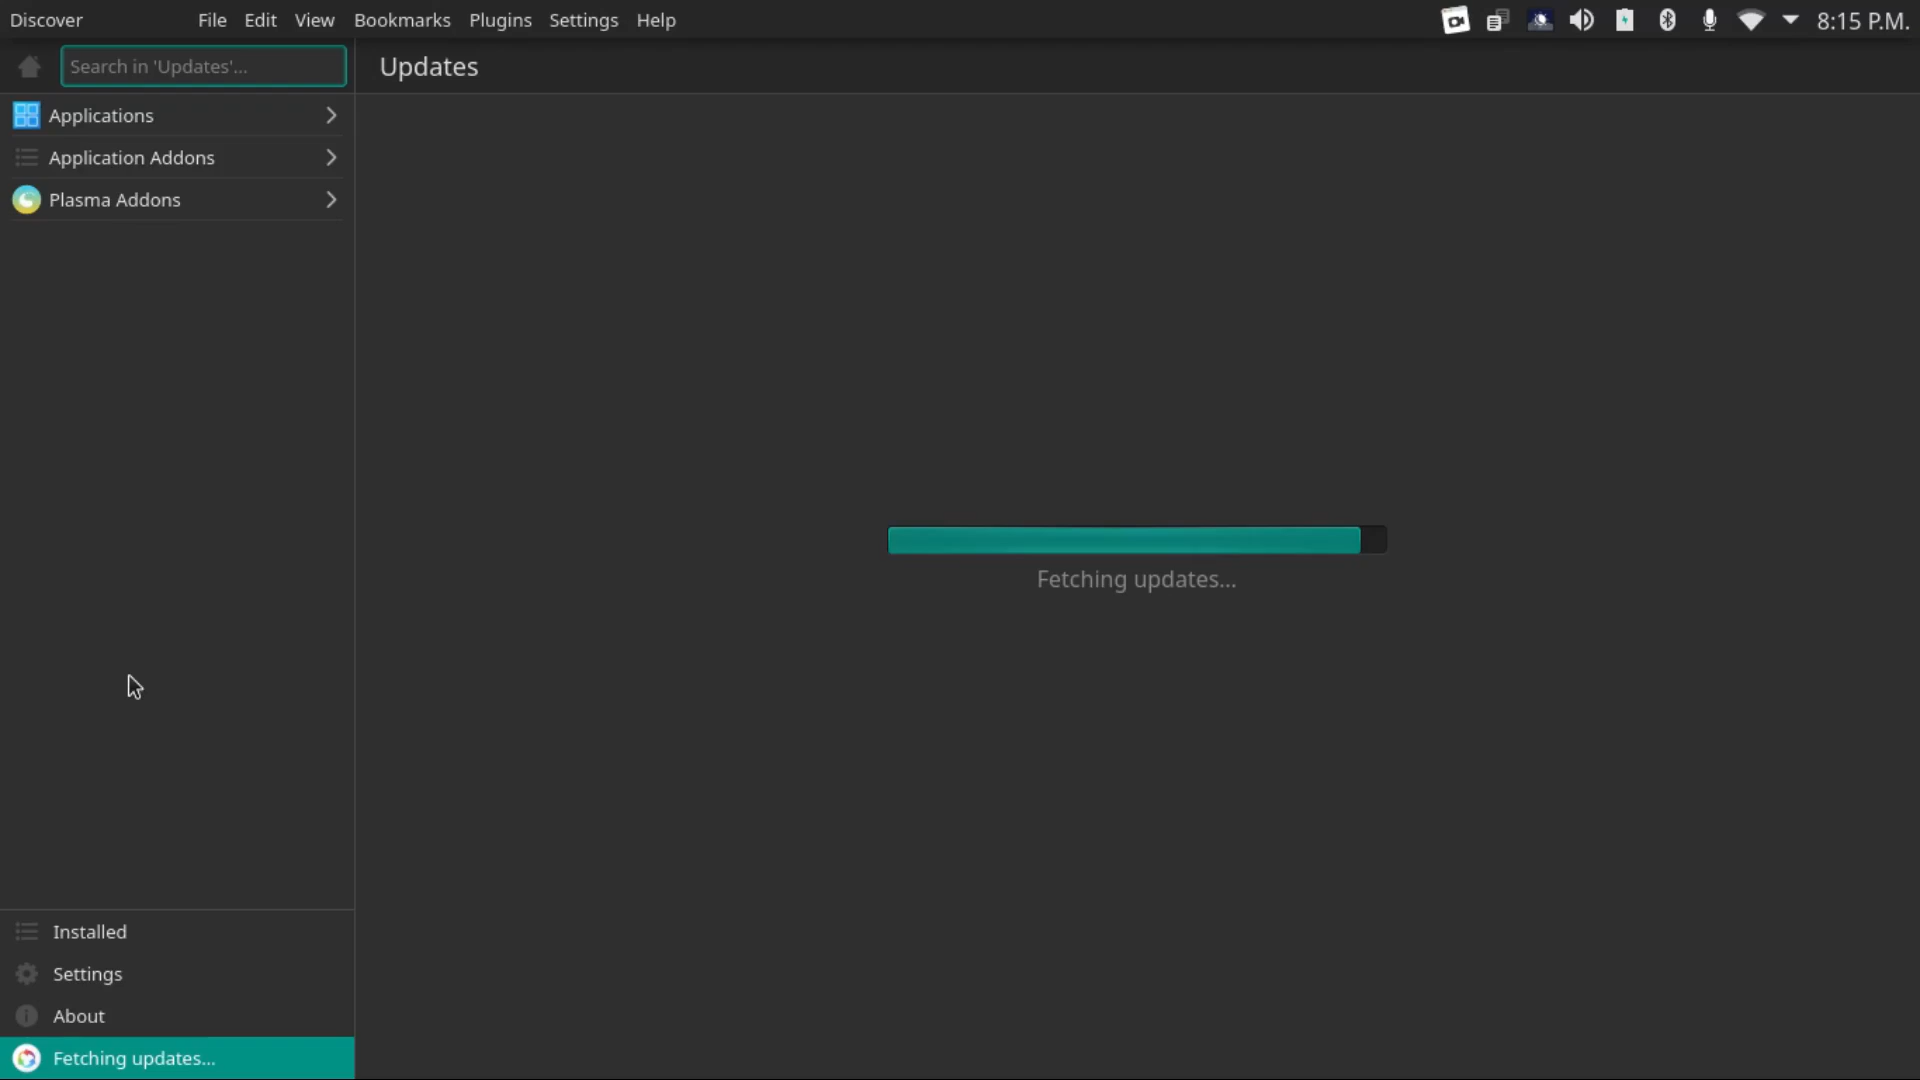 Discover File Edit View Bookmarks Plugins Settings Help 8:15 P.M.
Search in 'Updates'...
Updates
Applications
Application Addons
Plasma Addons
Fetching updates...
Installed
Settings
About
Fetching updates...